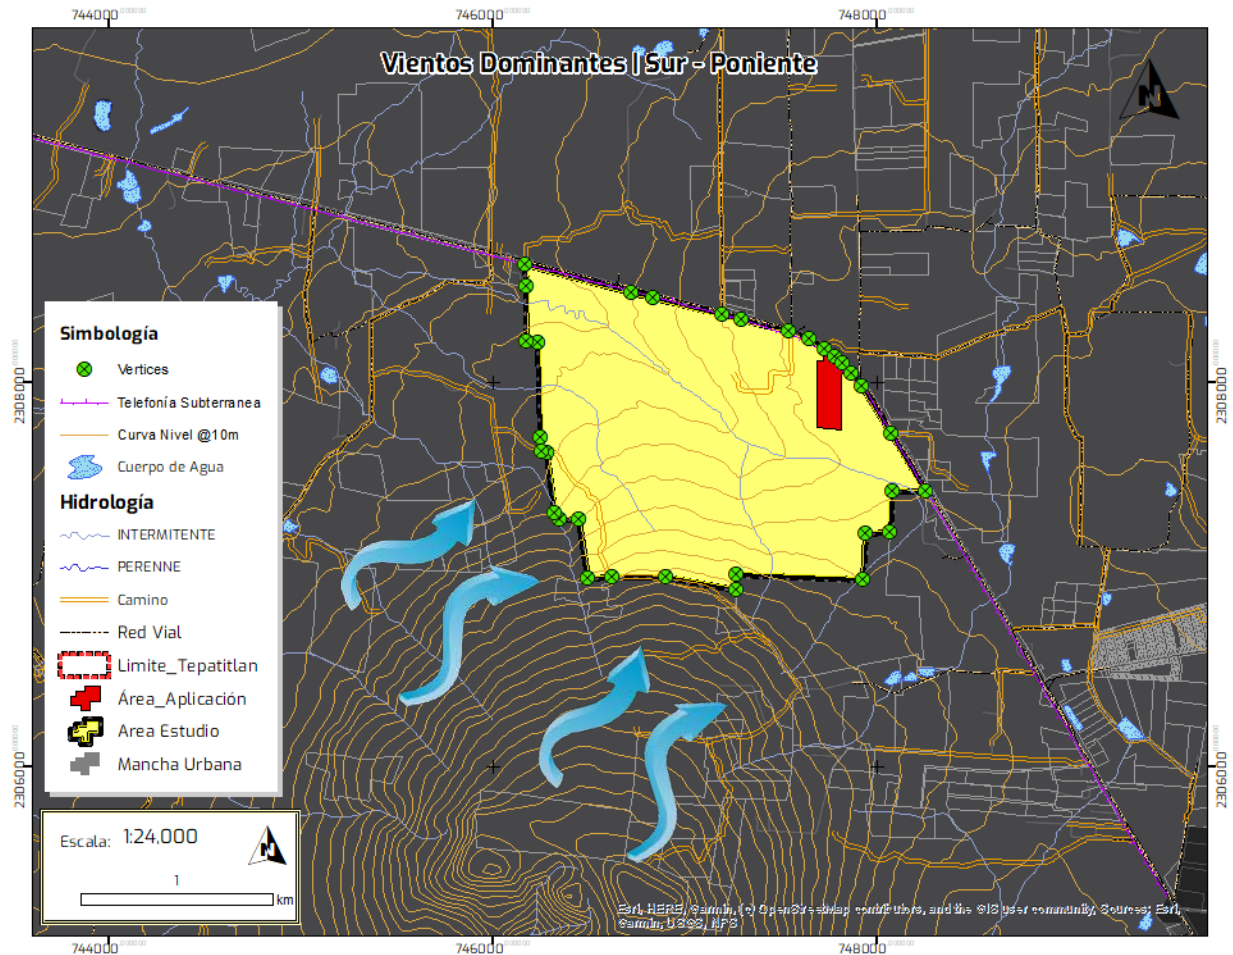 744000
746000
748000
Vientos Dominantes | Sur - Poniente
N
2308000
2308000
Simbología
Vertices
Telefonía Subterranea
Curva Nivel @10m
Cuerpo de Agua
Hidrología
INTERMITENTE
PERENNE
Camino
Red Vial
Limite_Tepatitlan
Área_Aplicación
Area Estudio
Mancha Urbana
2306000
2306000
Escala: 1:24,000
N
1
km
Esri, HERE, Garmin, (c) OpenStreetMap contributors, and the GIS user community, Sources: Esri,
Garmin, USGS, NPS
744000
746000
748000